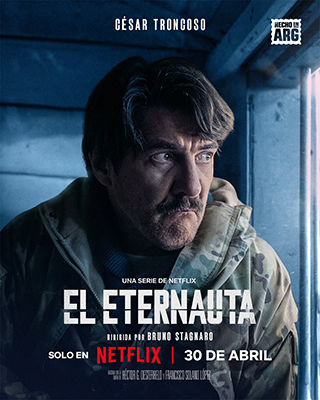 CÉSAR TRONCOSO
HECHO EN
ARG
UNA SERIE DE NETFLIX
EL ETERNAUTA
DIRIGIDA POR BRUNO STAGNARO
SOLO EN NETFLIX | 30 DE ABRIL
HÉCTOR G. OESTERHELD Y FRANCISCO SOLANO LÓPEZ